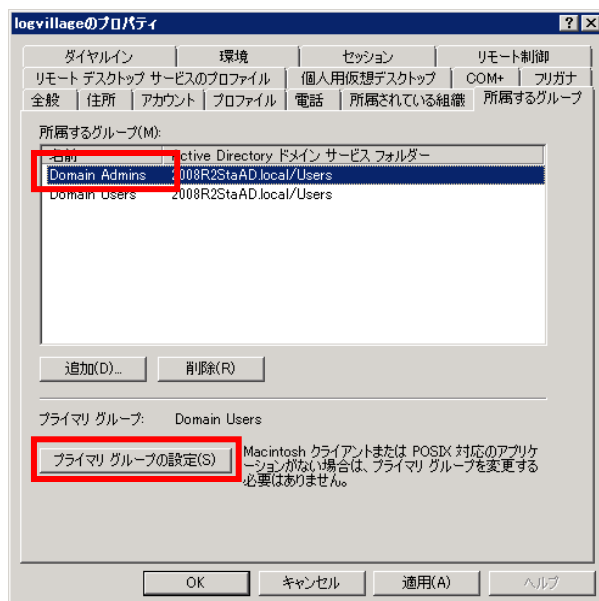 logvillageのプロパティ
ダイヤルイン 環境 セッション リモート制御
リモート デスクトップ サービスのプロファイル 個人用仮想デスクトップ COM+ フリガナ
全般 住所 アカウント プロファイル 電話 所属されている組織 所属するグループ
所属するグループ(M):
名前 Active Directory ドメイン サービス フォルダー
Domain Admins 2008R2StaAD.local/Users
Domain Users 2008R2StaAD.local/Users
追加(D)... 削除(R)
プライマリ グループ: Domain Users
プライマリ グループの設定(S)
Macintosh クライアントまたは POSIX 対応のアプリケ
ーションがない場合は、プライマリ グループを変更する
必要はありません。
OK キャンセル 適用(A) ヘルプ